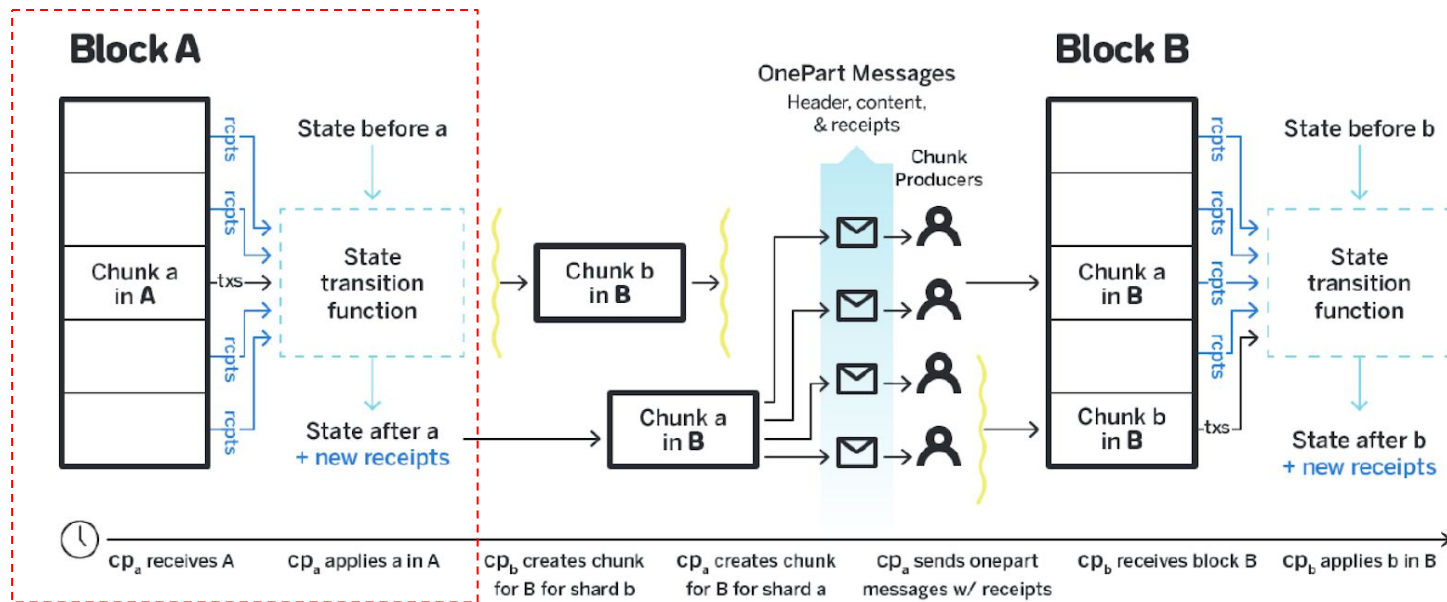 Block A
rcpts
rcpts
Chunk a
in A
txs
rcpts
rcpts
State before a
State
transition
function
State after a
+ new receipts
Chunk b
in B
Chunk a
in B
OnePart Messages
Header, content,
& receipts
Chunk
Producers
Block B
rcpts
rcpts
Chunk a
in B
rcpts
rcpts
Chunk b
in B
txs
State before b
State
transition
function
State after b
+ new receipts
cpₐ receives A
cpₐ applies a in A
cp_b creates chunk
for B for shard b
cpₐ creates chunk
for B for shard a
cpₐ sends onepart
messages w/ receipts
cp_b receives block B
cp_b applies b in B